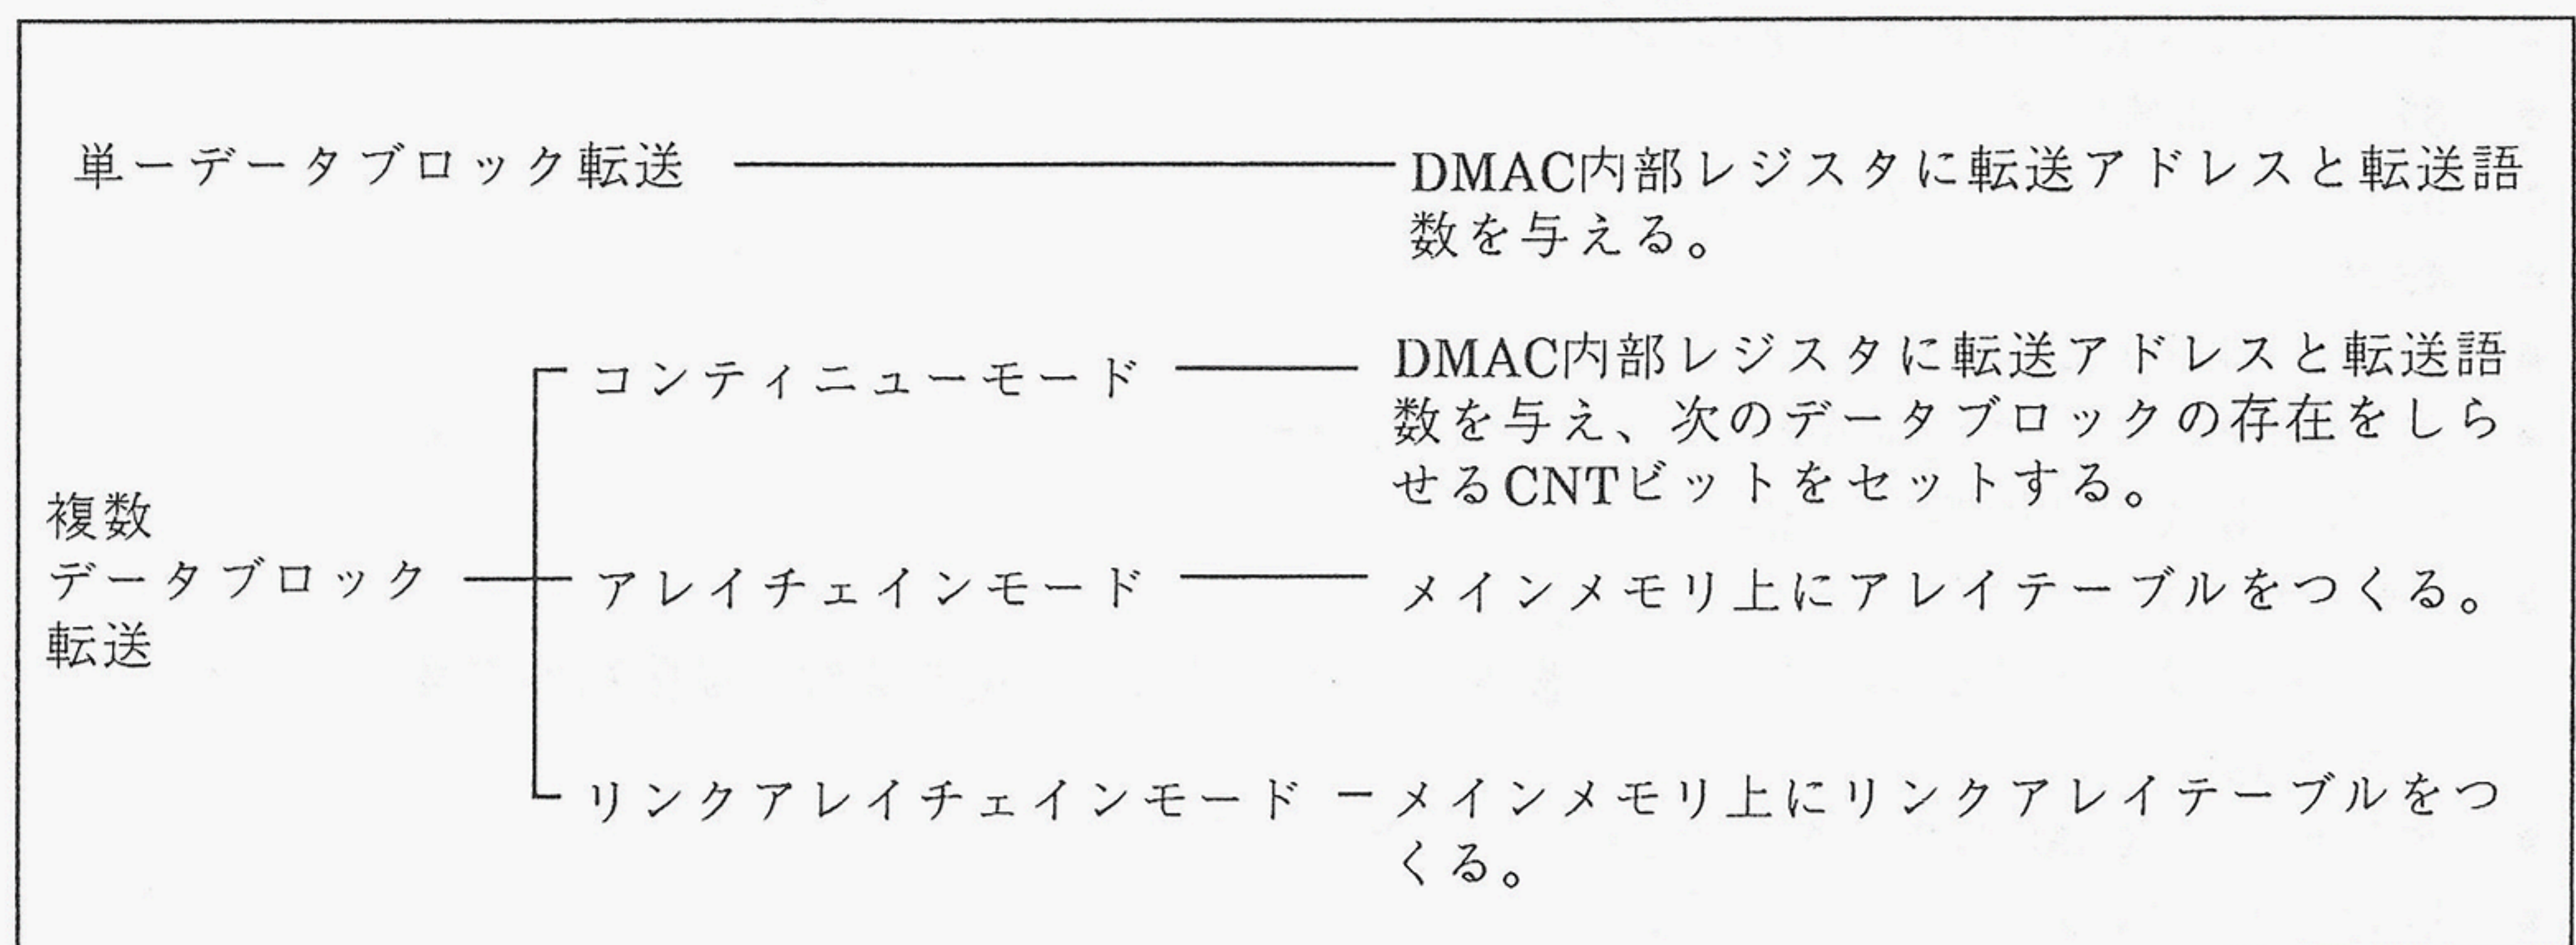 単一データブロック転送
DMAC内部レジスタに転送アドレスと転送語
数を与える。
コンティニューモード
DMAC内部レジスタに転送アドレスと転送語
数を与え、次のデータブロックの存在をしら
せるCNTビットをセットする。
複数
データブロック
転送
アレイチェインモード
メインメモリ上にアレイテーブルをつくる。
リンクアレイチェインモード
メインメモリ上にリンクアレイテーブルをつ
くる。